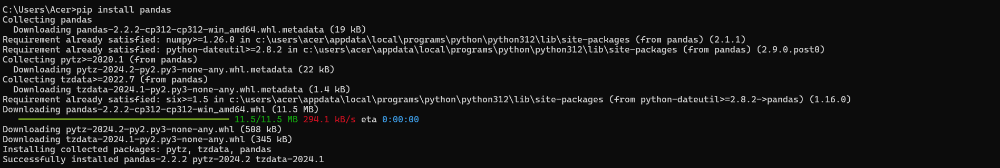 C:\Users\Acer>pip install pandas
Collecting pandas
  Downloading pandas-2.2.2-cp312-cp312-win_amd64.whl.metadata (19 kB)
Requirement already satisfied: numpy>=1.26.0 in c:\users\acer\appdata\local\programs\python\python312\lib\site-packages (from pandas) (2.1.1)
Requirement already satisfied: python-dateutil>=2.8.2 in c:\users\acer\appdata\local\programs\python\python312\lib\site-packages (from pandas) (2.9.0.post0)
Collecting pytz>=2020.1 (from pandas)
  Downloading pytz-2024.2-py2.py3-none-any.whl.metadata (22 kB)
Collecting tzdata>=2022.7 (from pandas)
  Downloading tzdata-2024.1-py2.py3-none-any.whl.metadata (1.4 kB)
Requirement already satisfied: six>=1.5 in c:\users\acer\appdata\local\programs\python\python312\lib\site-packages (from python-dateutil>=2.8.2->pandas) (1.16.0)
Downloading pandas-2.2.2-cp312-cp312-win_amd64.whl (11.5 MB)
11.5/11.5 MB 294.1 kB/s eta 0:00:00
Downloading pytz-2024.2-py2.py3-none-any.whl (508 kB)
Downloading tzdata-2024.1-py2.py3-none-any.whl (345 kB)
Installing collected packages: pytz, tzdata, pandas
Successfully installed pandas-2.2.2 pytz-2024.2 tzdata-2024.1